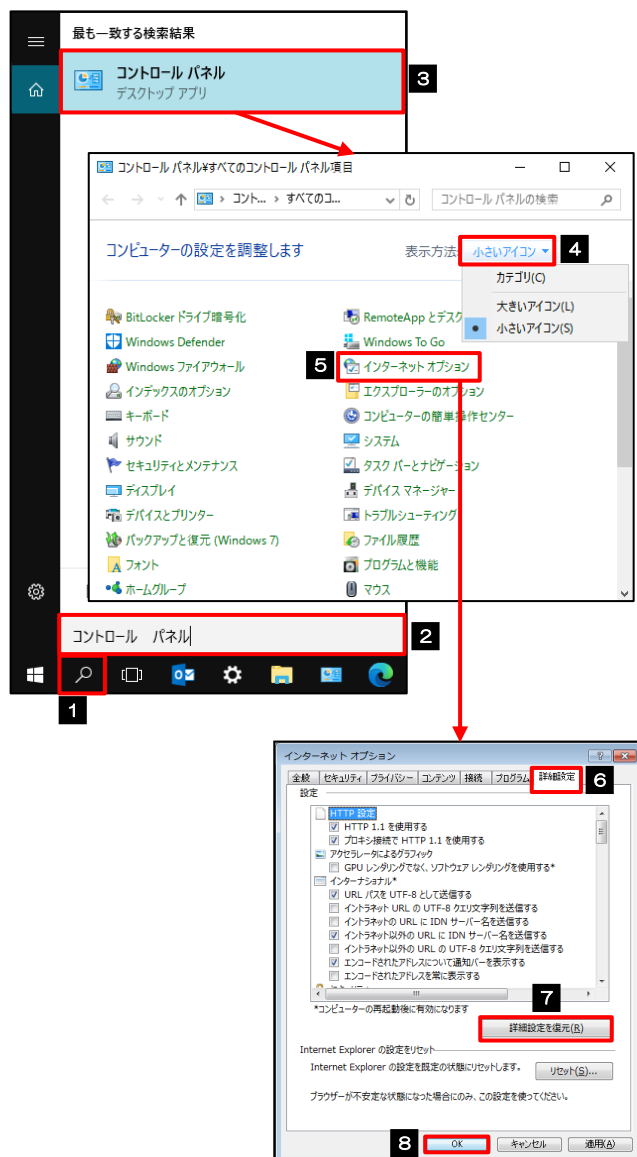 最も一致する検索結果
コントロール パネル
デスクトップ アプリ
3
コントロール パネル¥すべてのコントロール パネル項目
コント... › すべてのコ...
コントロール パネルの検索
コンピューターの設定を調整します
表示方法:
小さいアイコン
4
カテゴリ(C)
大きいアイコン(L)
小さいアイコン(S)
BitLocker ドライブ暗号化
RemoteApp とデスク
Windows Defender
Windows To Go
Windows ファイアウォール
5
インターネット オプション
インデックスのオプション
エクスプローラーのオプション
キーボード
コンピューターの簡単操作センター
サウンド
システム
セキュリティとメンテナンス
タスク バーとナビゲーション
ディスプレイ
デバイス マネージャー
デバイスとプリンター
トラブルシューティング
バックアップと復元 (Windows 7)
ファイル履歴
フォント
プログラムと機能
ホームグループ
マウス
コントロール　パネル
2
1
インターネット オプション
全般 セキュリティ プライバシー コンテンツ 接続 プログラム 詳細設定
6
設定
HTTP 設定
HTTP 1.1 を使用する
プロキシ接続で HTTP 1.1 を使用する
アクセラレータによるグラフィック
GPU レンダリングでなく、ソフトウェア レンダリングを使用する*
インターナショナル*
URL パスを UTF-8 として送信する
イントラネット URL の UTF-8 クエリ文字列を送信する
イントラネットの URL に IDN サーバー名を送信する
イントラネット以外の URL に IDN サーバー名を送信する
イントラネット以外の URL の UTF-8 クエリ文字列を送信する
エンコードされたアドレスについて通知バーを表示する
エンコードされたアドレスを常に表示する
7
*コンピューターの再起動後に有効になります
詳細設定を復元(R)
Internet Explorer の設定をリセット
Internet Explorer の設定を既定の状態にリセットします。
リセット(S)...
ブラウザーが不安定な状態になった場合にのみ、この設定を使ってください。
8
OK
キャンセル
適用(A)